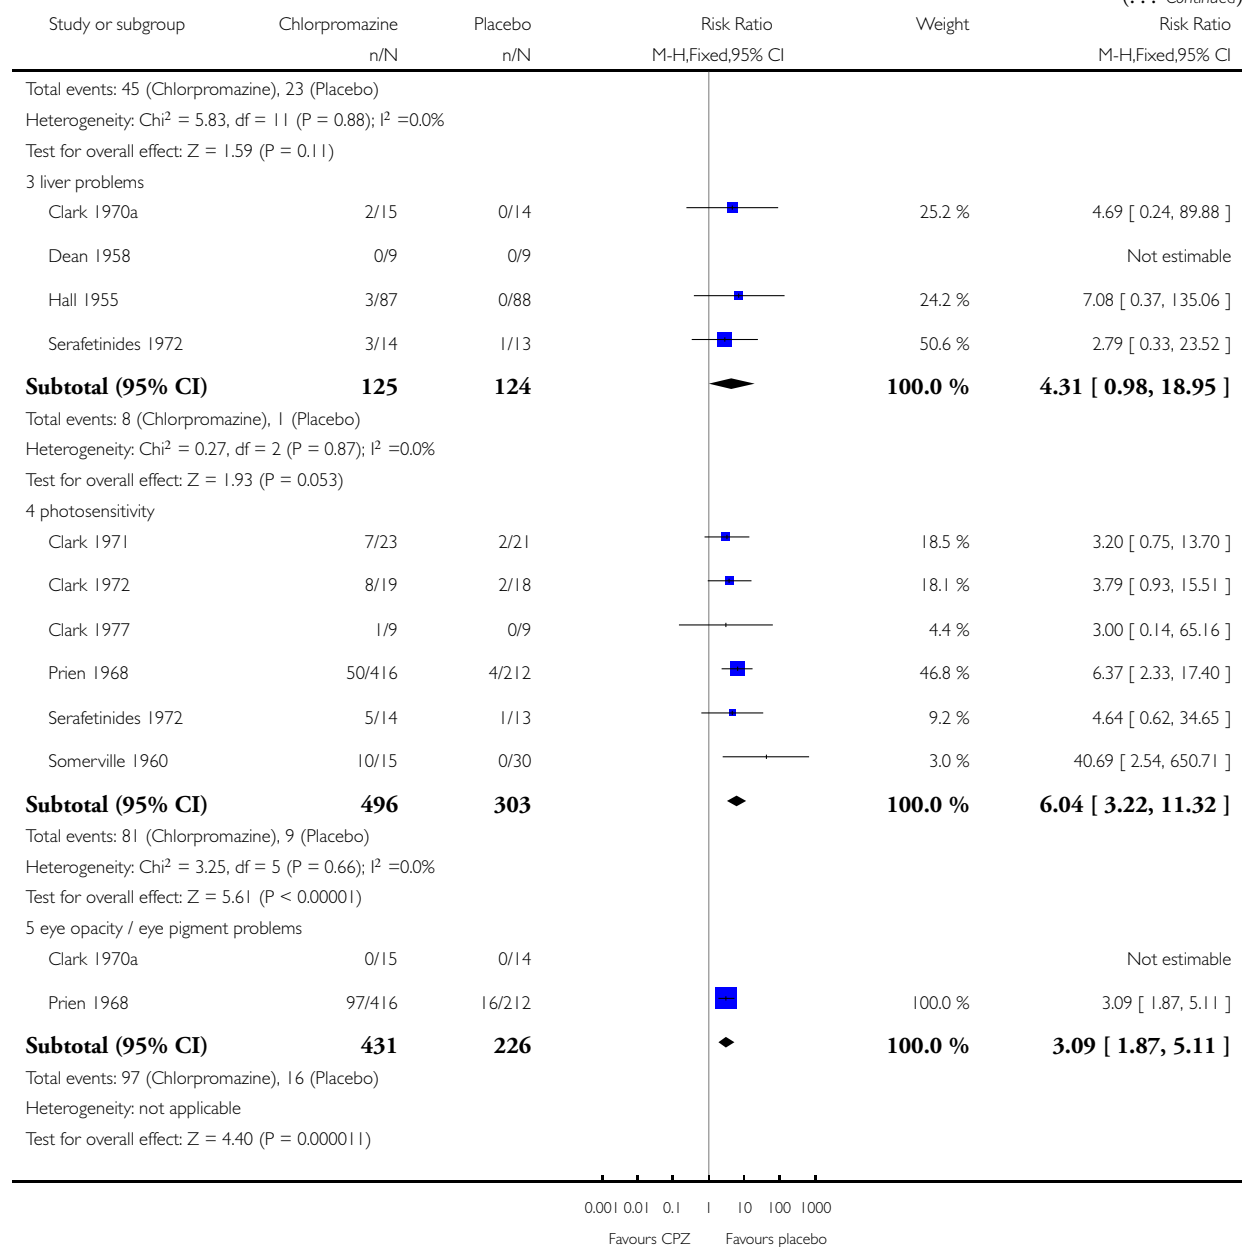 (. . . Continued)
Study or subgroup Chlorpromazine Placebo Risk Ratio Weight Risk Ratio
n/N n/N M-H,Fixed,95% CI M-H,Fixed,95% CI
Total events: 45 (Chlorpromazine), 23 (Placebo)
Heterogeneity: Chi² = 5.83, df = 11 (P = 0.88); I² =0.0%
Test for overall effect: Z = 1.59 (P = 0.11)
3 liver problems
Clark 1970a 2/15 0/14 25.2 % 4.69 [ 0.24, 89.88 ]
Dean 1958 0/9 0/9 Not estimable
Hall 1955 3/87 0/88 24.2 % 7.08 [ 0.37, 135.06 ]
Serafetinides 1972 3/14 1/13 50.6 % 2.79 [ 0.33, 23.52 ]
Subtotal (95% CI) 125 124 100.0 % 4.31 [ 0.98, 18.95 ]
Total events: 8 (Chlorpromazine), 1 (Placebo)
Heterogeneity: Chi² = 0.27, df = 2 (P = 0.87); I² =0.0%
Test for overall effect: Z = 1.93 (P = 0.053)
4 photosensitivity
Clark 1971 7/23 2/21 18.5 % 3.20 [ 0.75, 13.70 ]
Clark 1972 8/19 2/18 18.1 % 3.79 [ 0.93, 15.51 ]
Clark 1977 1/9 0/9 4.4 % 3.00 [ 0.14, 65.16 ]
Prien 1968 50/416 4/212 46.8 % 6.37 [ 2.33, 17.40 ]
Serafetinides 1972 5/14 1/13 9.2 % 4.64 [ 0.62, 34.65 ]
Somerville 1960 10/15 0/30 3.0 % 40.69 [ 2.54, 650.71 ]
Subtotal (95% CI) 496 303 100.0 % 6.04 [ 3.22, 11.32 ]
Total events: 81 (Chlorpromazine), 9 (Placebo)
Heterogeneity: Chi² = 3.25, df = 5 (P = 0.66); I² =0.0%
Test for overall effect: Z = 5.61 (P < 0.00001)
5 eye opacity / eye pigment problems
Clark 1970a 0/15 0/14 Not estimable
Prien 1968 97/416 16/212 100.0 % 3.09 [ 1.87, 5.11 ]
Subtotal (95% CI) 431 226 100.0 % 3.09 [ 1.87, 5.11 ]
Total events: 97 (Chlorpromazine), 16 (Placebo)
Heterogeneity: not applicable
Test for overall effect: Z = 4.40 (P = 0.000011)
0.001 0.01 0.1 1 10 100 1000
Favours CPZ Favours placebo